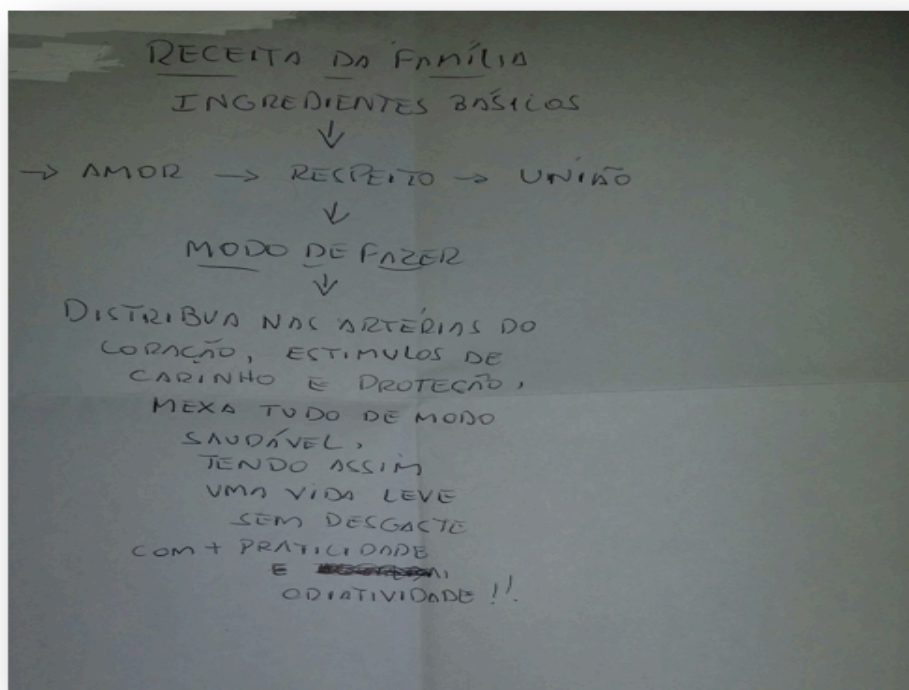 RECEITA DA FAMÍLIA
INGREDIENTES BÁSICOS
↓
→ AMOR → RESPEITO → UNIÃO
↓
MODO DE FAZER
↓
DISTRIBUA NAS ARTÉRIAS DO
CORAÇÃO, ESTIMULOS DE
CARINHO E PROTEÇÃO,
MEXA TUDO DE MODO
SAUDÁVEL,
TENDO ASSIM
UMA VIDA LEVE
SEM DESGASTE
COM + PRATICIDADE
E